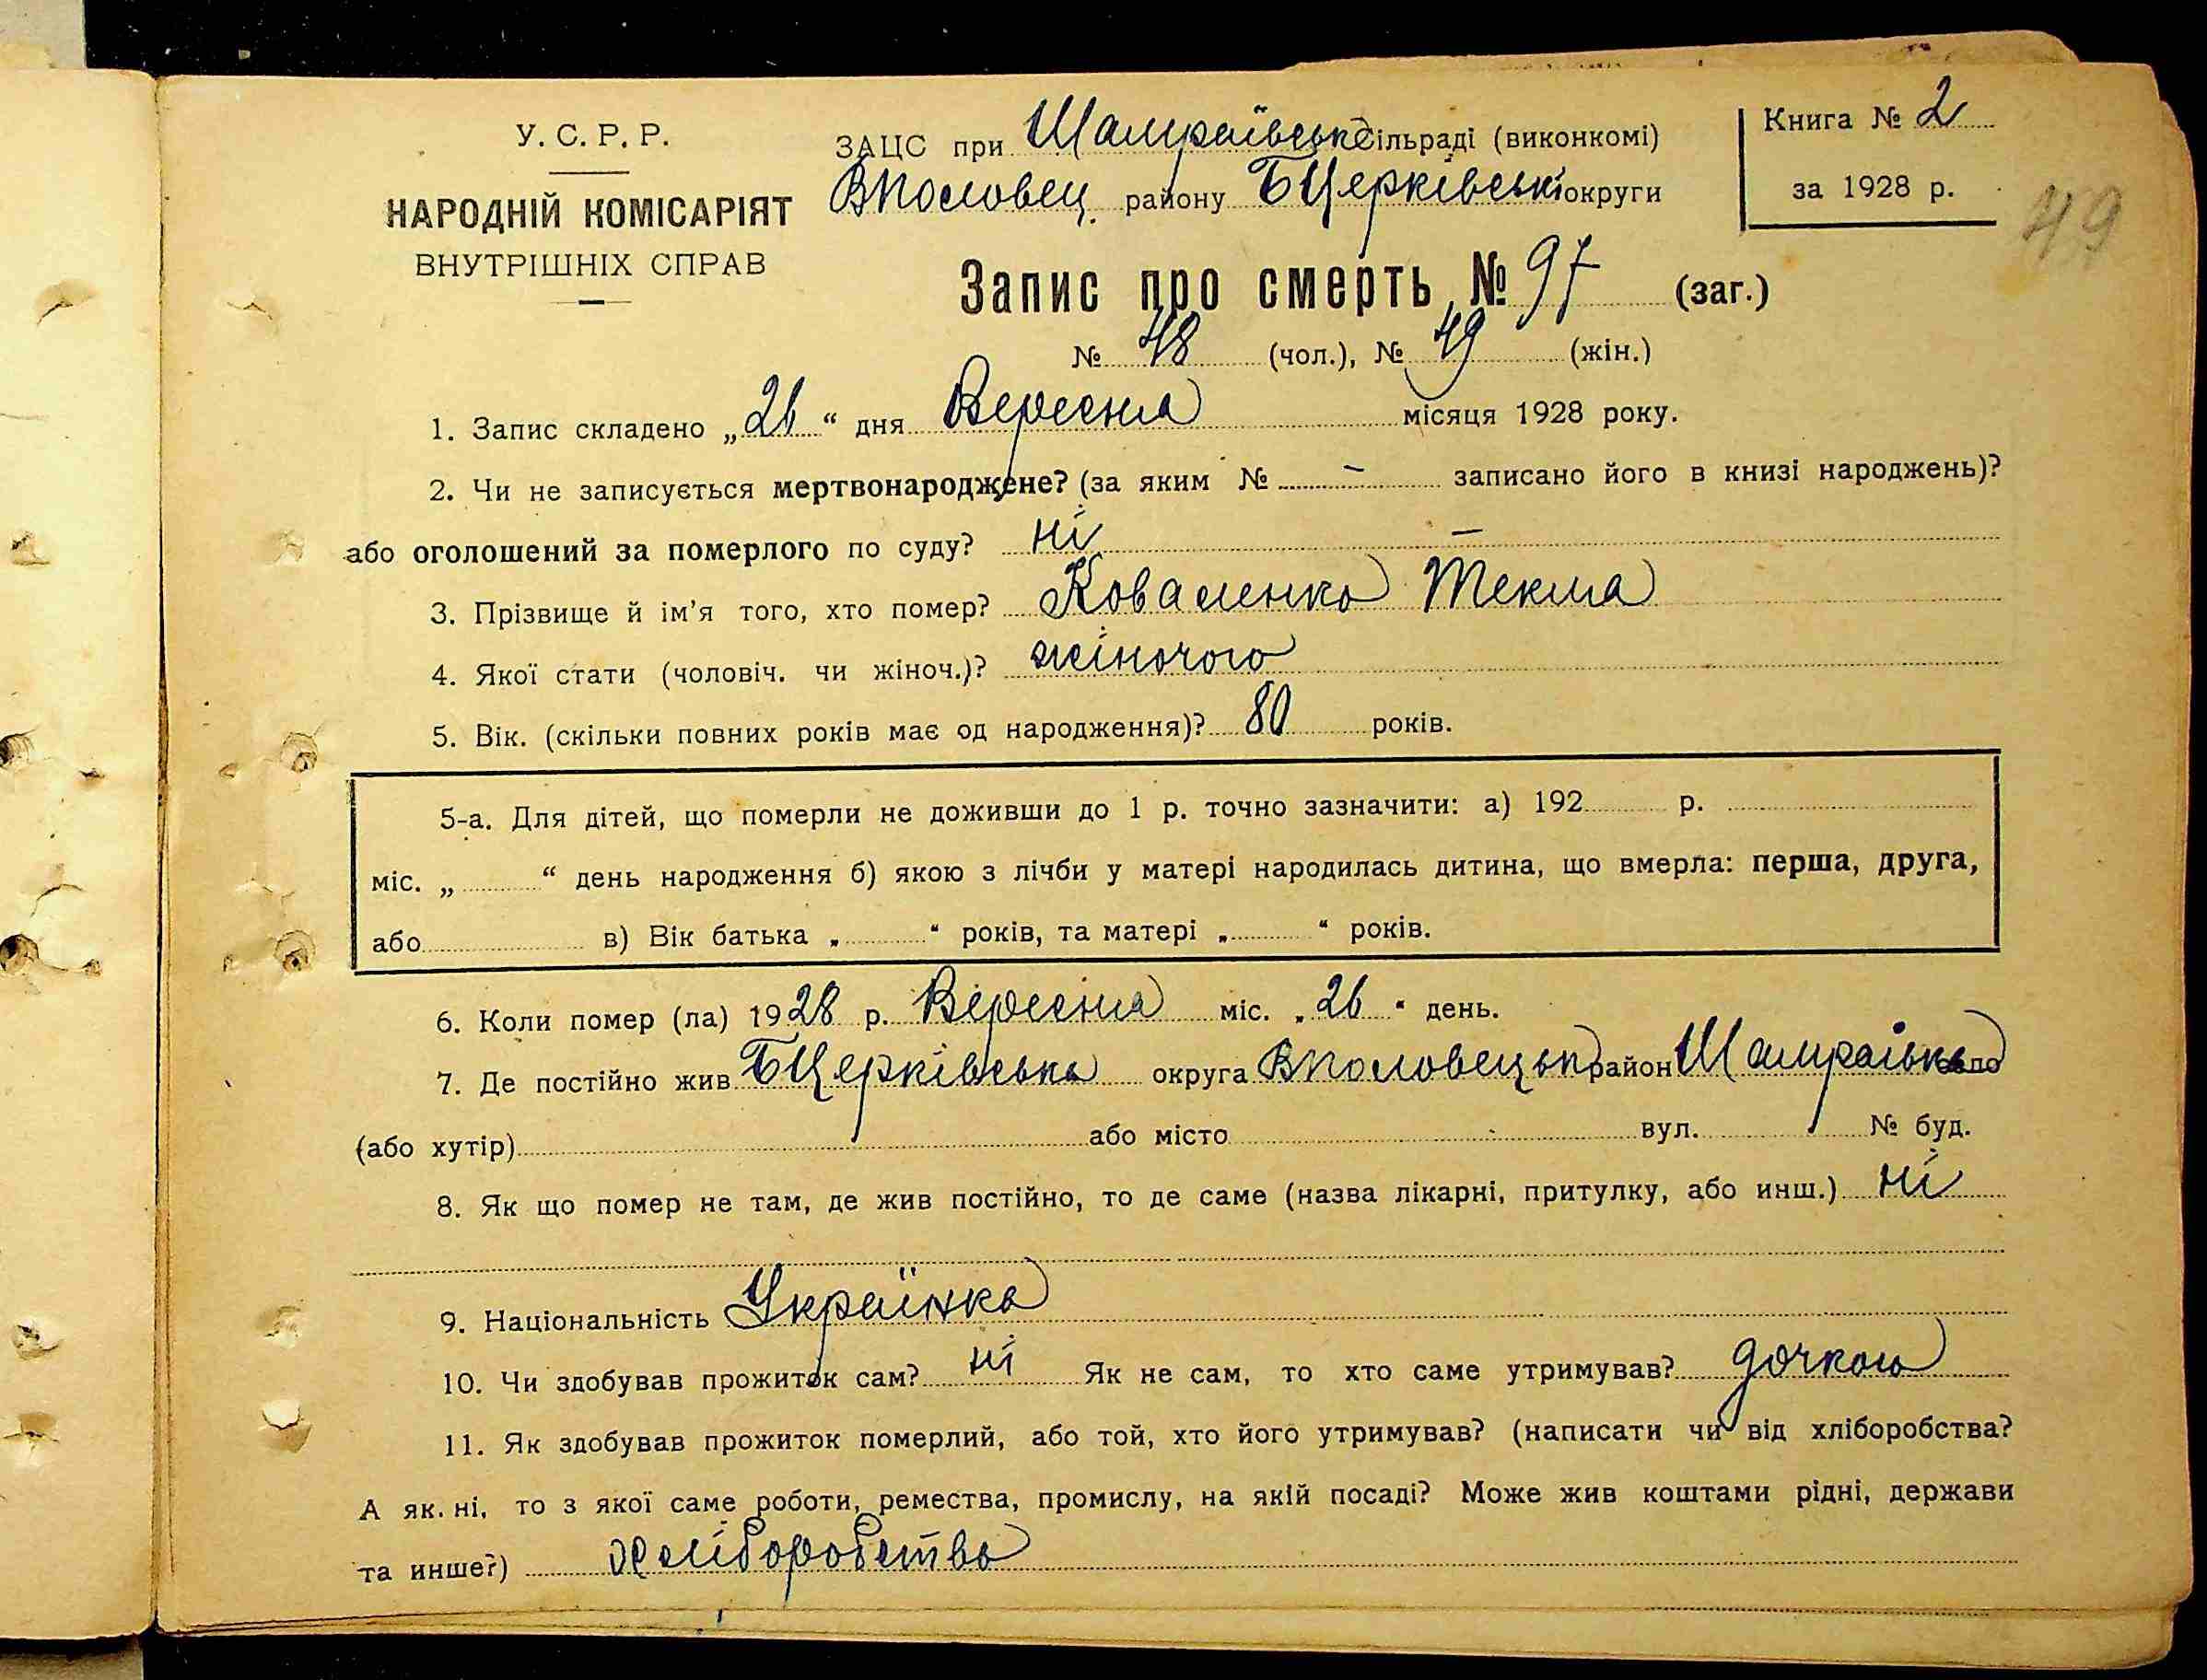 У. С. Р. Р.
НАРОДНІЙ КОМІСАРІЯТ
ВНУТРІШНІХ СПРАВ
ЗАЦС при Шамраївськ сільраді (виконкомі)
ВПоловец. району БЦерківські округи
Книга № 2
за 1928 р.
49
Запис про смерть, № 97 (заг.)
№ 48 (чол.), № 49 (жін.)
1. Запис складено „26“ дня Вересня місяця 1928 року.
2. Чи не записується мертвонароджене? (за яким № – записано його в книзі народжень)?
або оголошений за померлого по суду? ні –
3. Прізвище й ім'я того, хто помер? Коваленко Текля
4. Якої стати (чоловіч. чи жіноч.)? жіночого
5. Вік. (скільки повних років має од народження)? 80 років.
5-а. Для дітей, що померли не доживши до 1 р. точно зазначити: а) 192 р.
міс. „ “ день народження б) якою з лічби у матері народилась дитина, що вмерла: перша, друга,
або в) Вік батька „ “ років, та матері „ “ років.
6. Коли помер (ла) 1928 р. Вересня міс. „26“ день.
7. Де постійно жив БЦерківська округа ВПоловецьк район Шамраївка село
(або хутір) або місто вул. № буд.
8. Як що помер не там, де жив постійно, то де саме (назва лікарні, притулку, або инш.) ні
9. Національність Українка
10. Чи здобував прожиток сам? ні Як не сам, то хто саме утримував? дочкою
11. Як здобував прожиток померлий, або той, хто його утримував? (написати чи від хліборобства?
А як. ні, то з якої саме роботи, ремества, промислу, на якій посаді? Може жив коштами рідні, держави
та инше?) хліборобство